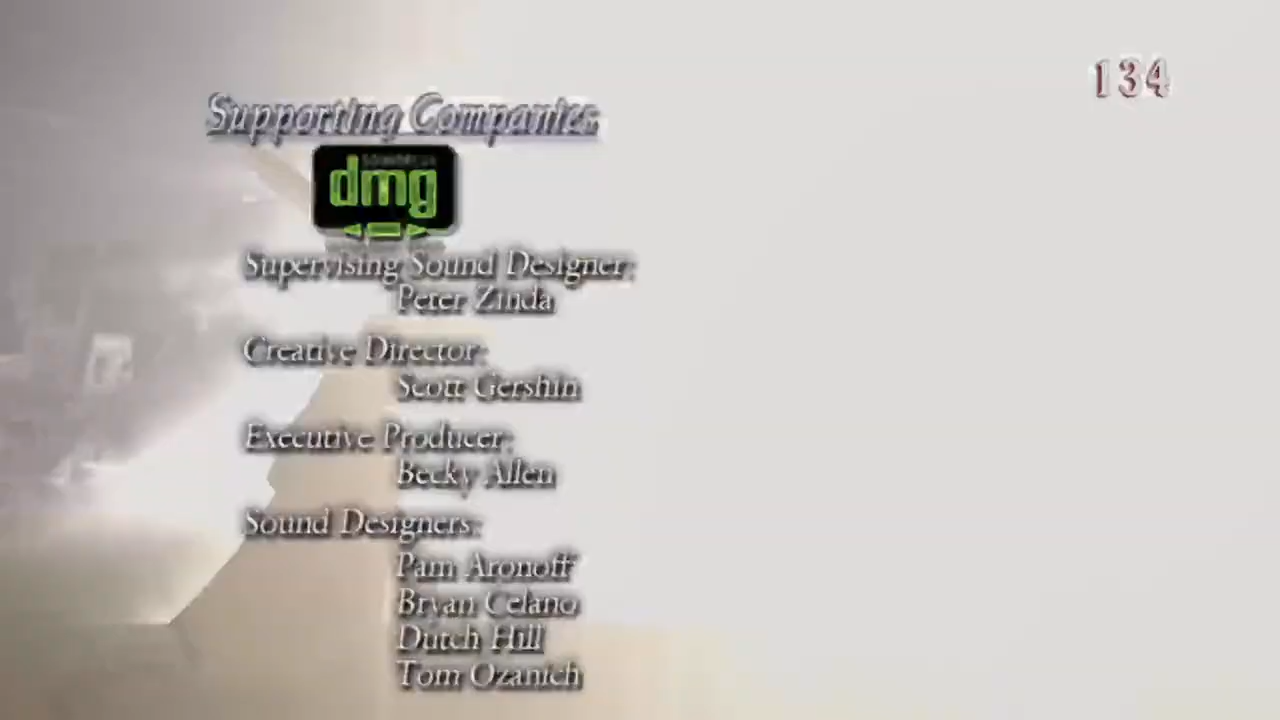 134
Supporting Companies
dmg
Supervising Sound Designer:
Peter Zinda
Creative Director:
Scott Gershin
Executive Producer:
Becky Allen
Sound Designers:
Pam Aronoff
Bryan Celano
Dutch Hill
Tom Ozanich